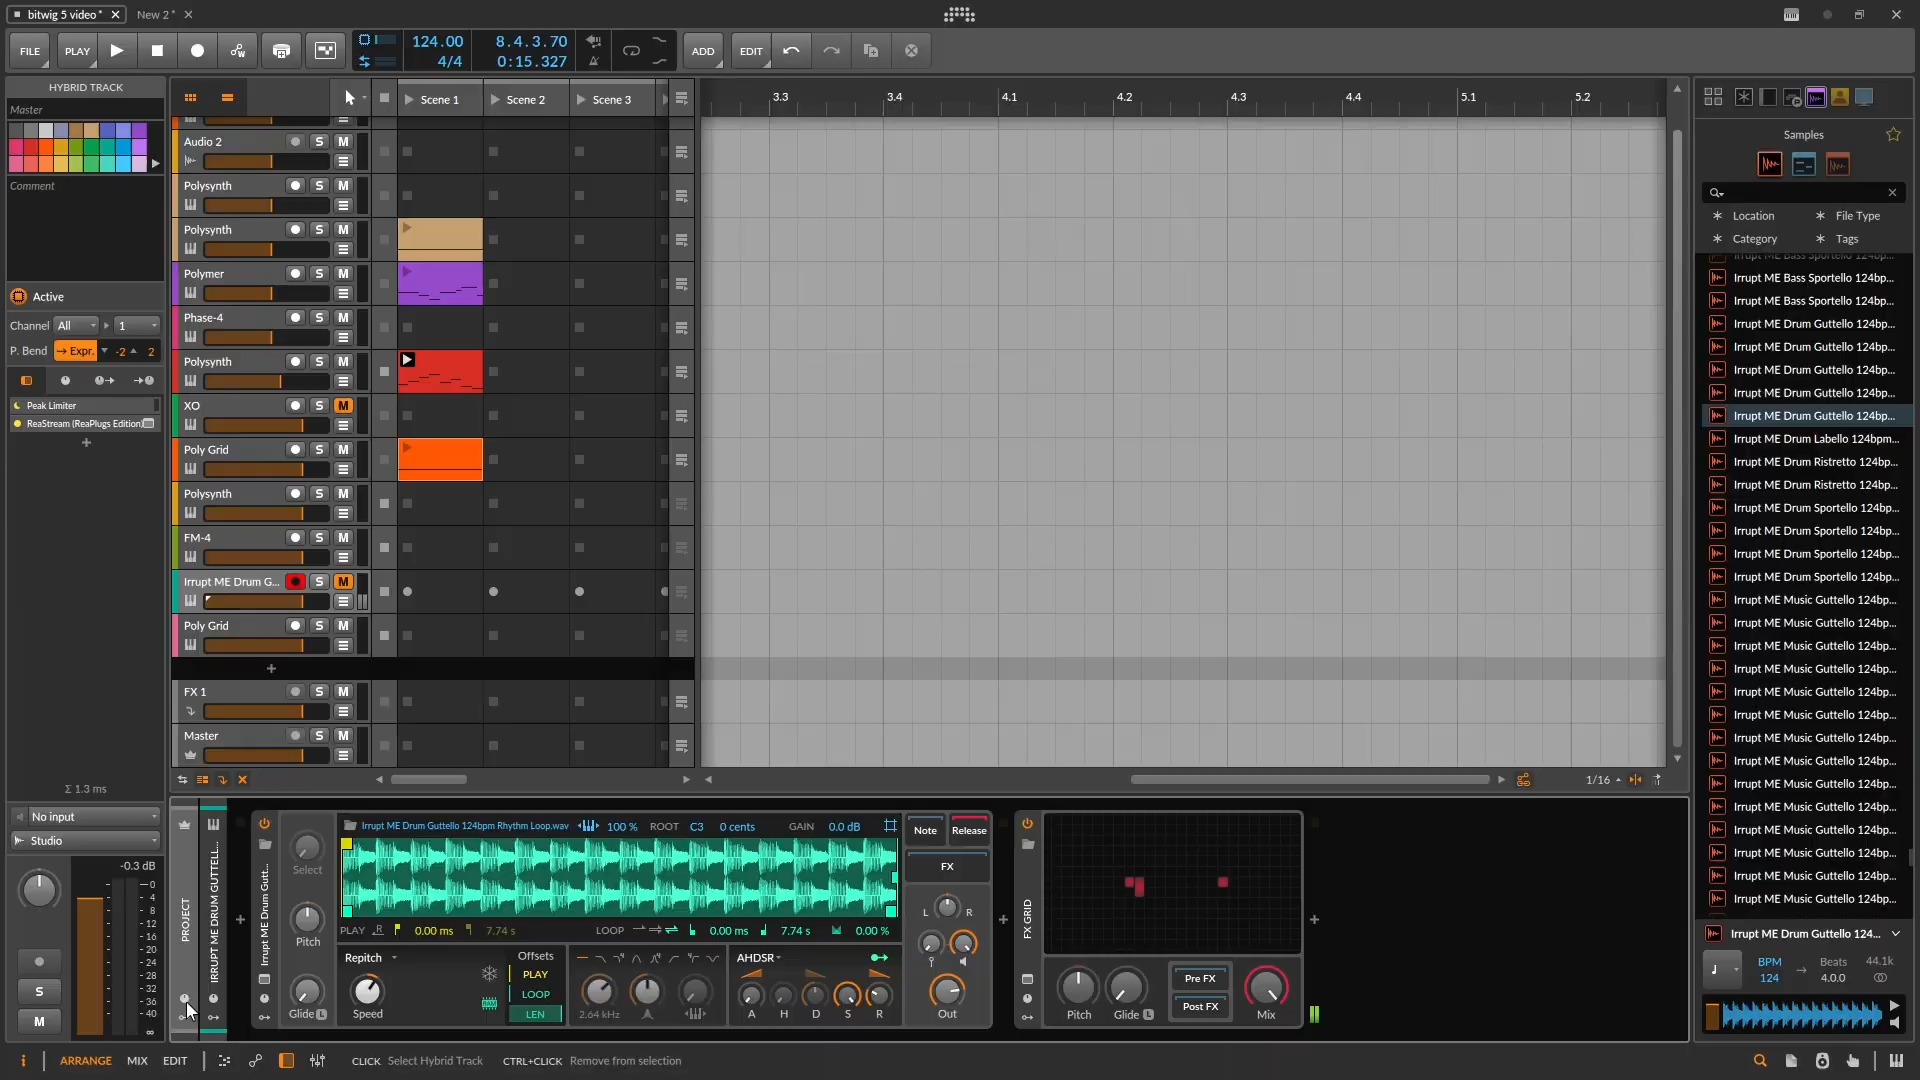 bitwig 5 video*
New 2*
FILE
PLAY
124.00
4/4
8.4.3.70
0:15.327
ADD
EDIT
HYBRID TRACK
Master
Comment
Active
Channel All 1
P. Bend Expr. -2 2
Peak Limiter
ReaStream (ReaPlugs Edition)
Σ 1.3 ms
No input
Studio
-0.3 dB
0
4
8
12
16
20
24
28
32
36
40
∞
S
M
Scene 1
Scene 2
Scene 3
3.3
3.4
4.1
4.2
4.3
4.4
5.1
5.2
Audio 2 S M
Polysynth S M
Polysynth S M
Polymer S M
Phase-4 S M
Polysynth S M
XO S M
Poly Grid S M
Polysynth S M
FM-4 S M
Irrupt ME Drum G... S M
Poly Grid S M
FX 1 S M
Master S M
1/16
Samples
Location
File Type
Category
Tags
Irrupt ME Bass Sportello 124bp...
Irrupt ME Bass Sportello 124bp...
Irrupt ME Bass Sportello 124bp...
Irrupt ME Drum Guttello 124bp...
Irrupt ME Drum Guttello 124bp...
Irrupt ME Drum Guttello 124bp...
Irrupt ME Drum Guttello 124bp...
Irrupt ME Drum Guttello 124bp...
Irrupt ME Drum Labello 124bpm...
Irrupt ME Drum Ristretto 124bp...
Irrupt ME Drum Ristretto 124bp...
Irrupt ME Drum Sportello 124bp...
Irrupt ME Drum Sportello 124bp...
Irrupt ME Drum Sportello 124bp...
Irrupt ME Drum Sportello 124bp...
Irrupt ME Music Guttello 124bp...
Irrupt ME Music Guttello 124bp...
Irrupt ME Music Guttello 124bp...
Irrupt ME Music Guttello 124bp...
Irrupt ME Music Guttello 124bp...
Irrupt ME Music Guttello 124bp...
Irrupt ME Music Guttello 124bp...
Irrupt ME Music Guttello 124bp...
Irrupt ME Music Guttello 124bp...
Irrupt ME Music Guttello 124bp...
Irrupt ME Music Guttello 124bp...
Irrupt ME Music Guttello 124bp...
Irrupt ME Music Guttello 124bp...
Irrupt ME Music Guttello 124bp...
Irrupt ME Drum Guttello 124...
BPM
124
Beats
4.0
44.1k
PROJECT
IRRUPT ME DRUM GUTTELL...
Irrupt ME Drum Gutt...
Select
Pitch
Glide L
Irrupt ME Drum Guttello 124bpm Rhythm Loop.wav 100 % ROOT C3 0 cents GAIN 0.0 dB
PLAY R 0.00 ms 7.74 s LOOP 0.00 ms 7.74 s 0.00 %
Repitch
Speed
Offsets
PLAY
LOOP
LEN
2.64 kHz
AHDSR
A H D S R
Note
Release
FX
L R
Out
FX GRID
Pitch
Glide L
Pre FX
Post FX
Mix
ARRANGE
MIX
EDIT
CLICK Select Hybrid Track
CTRL+CLICK Remove from selection